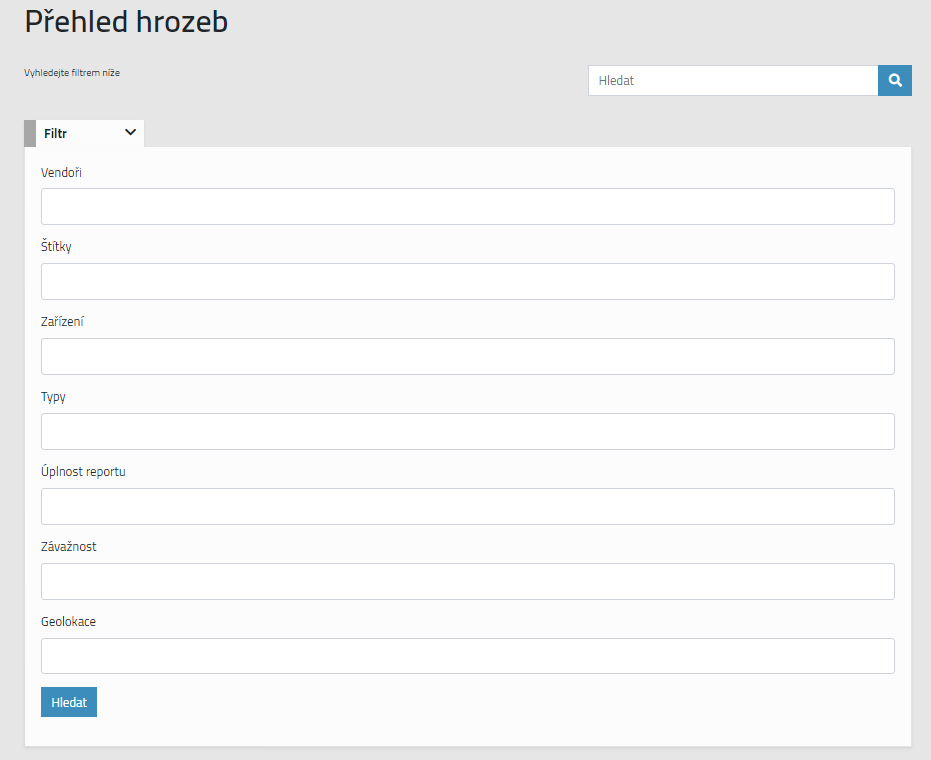 Přehled hrozeb
Vyhledejte filtrem níže
Hledat
Filtr
Vendoři
Štítky
Zařízení
Typy
Úplnost reportu
Závažnost
Geolokace
Hledat